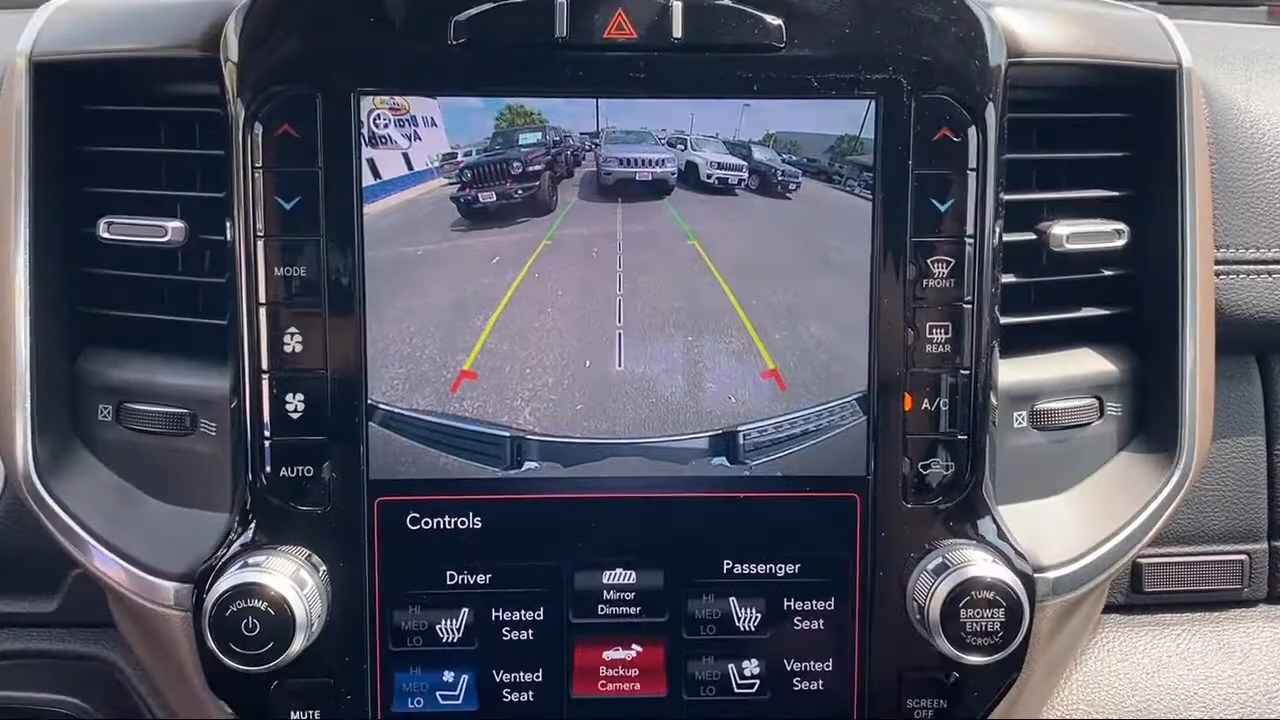 MODE
FRONT
REAR
A/C
AUTO
Controls
Driver
Passenger
Mirror
Dimmer
HI
MED
LO
Heated
Seat
HI
MED
LO
Heated
Seat
Backup
Camera
HI
MED
LO
Vented
Seat
HI
MED
LO
Vented
Seat
VOLUME
TUNE
BROWSE
ENTER
SCROLL
MUTE
SCREEN
OFF